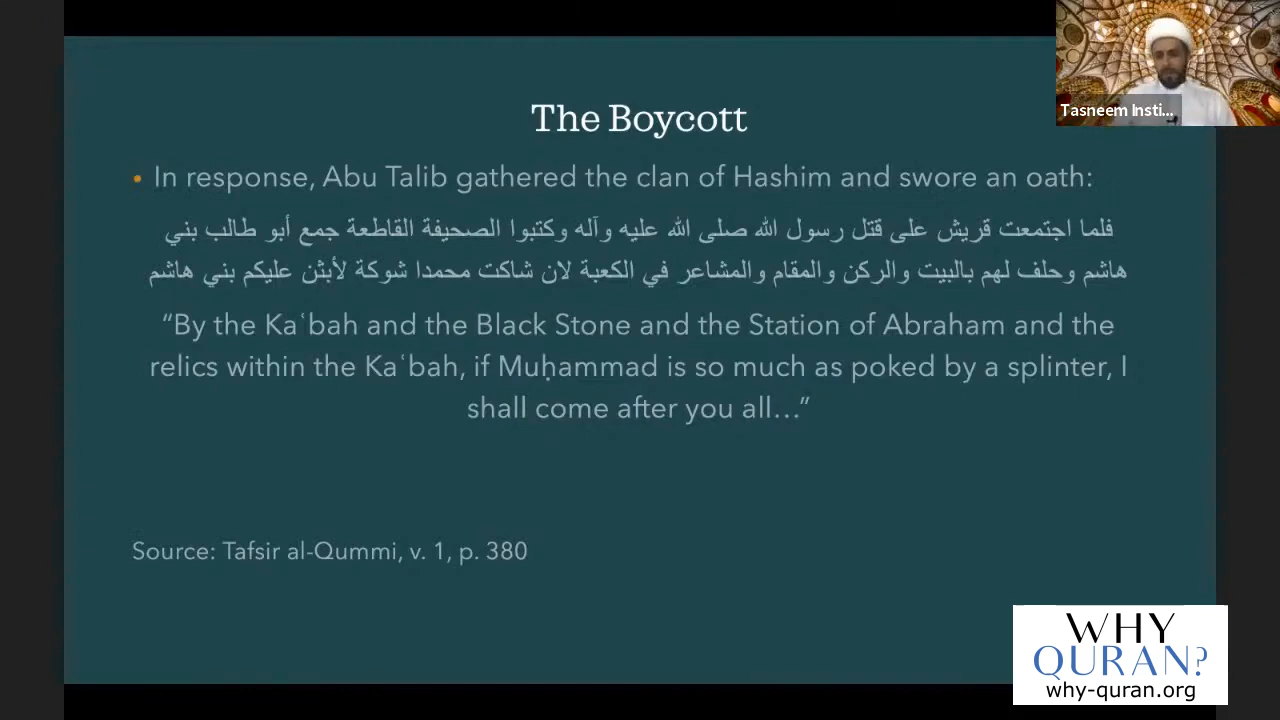 The Boycott
Tasneem Insti...
• In response, Abu Talib gathered the clan of Hashim and swore an oath:
فلما اجتمعت قريش على قتل رسول الله صلى الله عليه وآله وكتبوا الصحيفة القاطعة جمع أبو طالب بني
هاشم وحلف لهم بالبيت والركن والمقام والمشاعر في الكعبة لان شاكت محمدا شوكة لأبثن عليكم بني هاشم
“By the Kaʿbah and the Black Stone and the Station of Abraham and the
relics within the Kaʿbah, if Muḥammad is so much as poked by a splinter, I
shall come after you all…”
Source: Tafsir al-Qummi, v. 1, p. 380
WHY
QURAN?
why-quran.org